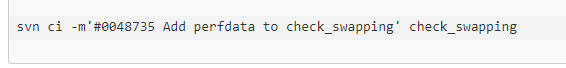 svn ci -m'#0048735 Add perfdata to check_swapping' check_swapping